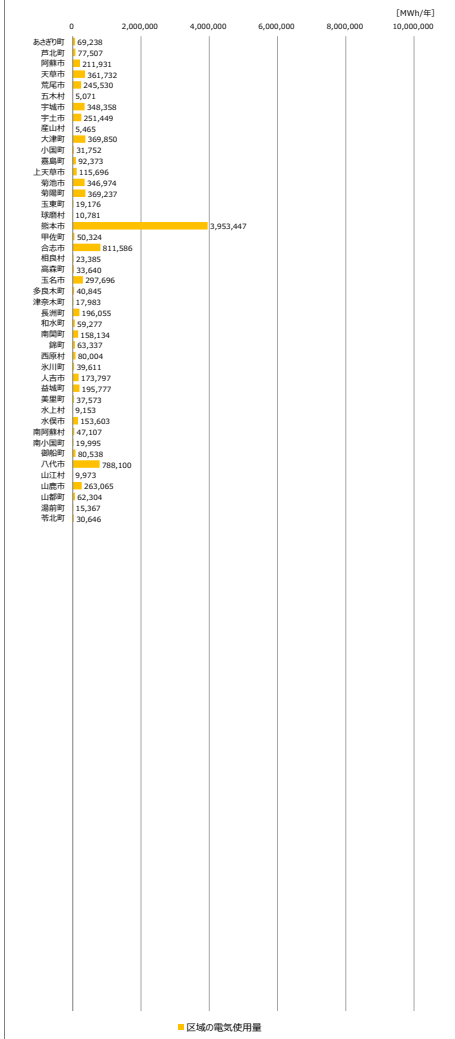 [MWh/年]
0 2,000,000 4,000,000 6,000,000 8,000,000 10,000,000
あさぎり町 69,238
芦北町 77,507
阿蘇市 211,931
天草市 361,732
荒尾市 245,530
五木村 5,071
宇城市 348,358
宇土市 251,449
産山村 5,465
大津町 369,850
小国町 31,752
嘉島町 92,373
上天草市 115,696
菊池市 346,974
菊陽町 369,237
玉東町 19,176
球磨村 10,781
熊本市 3,953,447
甲佐町 50,324
合志市 811,586
相良村 23,385
高森町 33,640
玉名市 297,696
多良木町 40,845
津奈木町 17,983
長洲町 196,055
和水町 59,277
南関町 158,134
錦町 63,337
西原村 80,004
氷川町 39,611
人吉市 173,797
益城町 195,777
美里町 37,573
水上村 9,153
水俣市 153,603
南阿蘇村 47,107
南小国町 19,995
御船町 80,538
八代市 788,100
山江村 9,973
山鹿市 263,065
山都町 62,304
湯前町 15,367
苓北町 30,646
区域の電気使用量